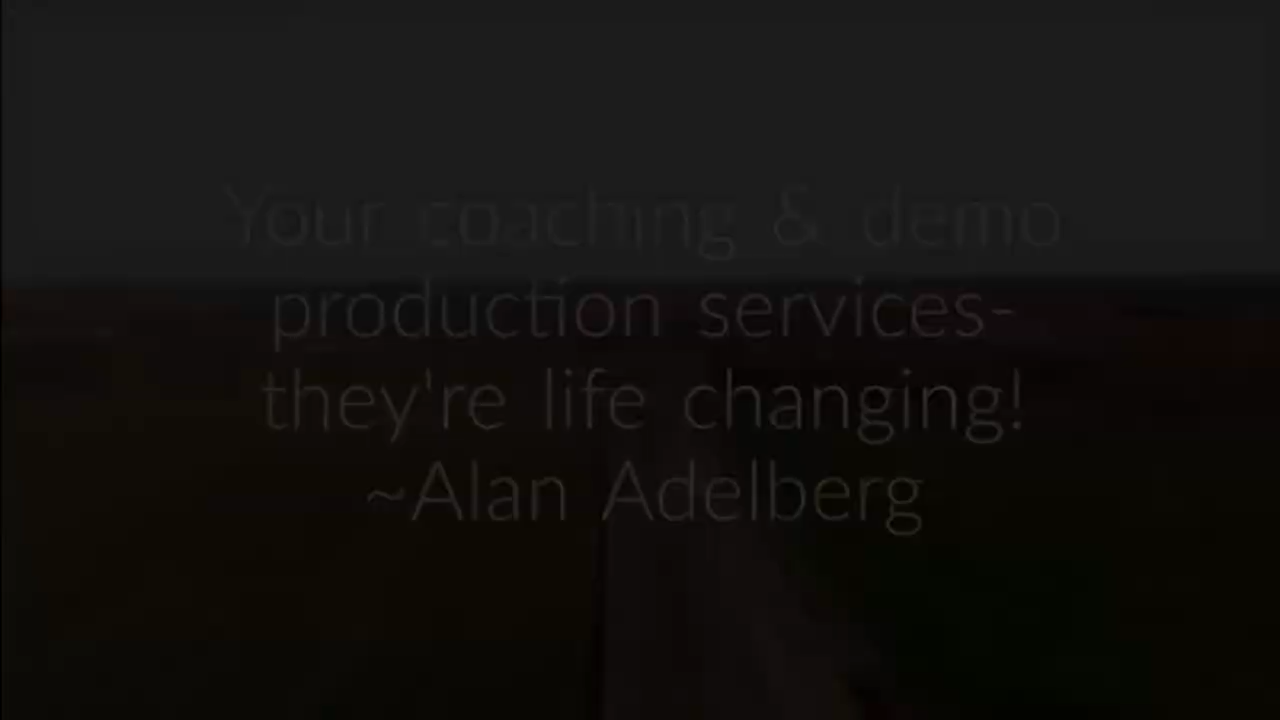 Your coaching & demo
production services-
they're life changing!
~Alan Adelberg